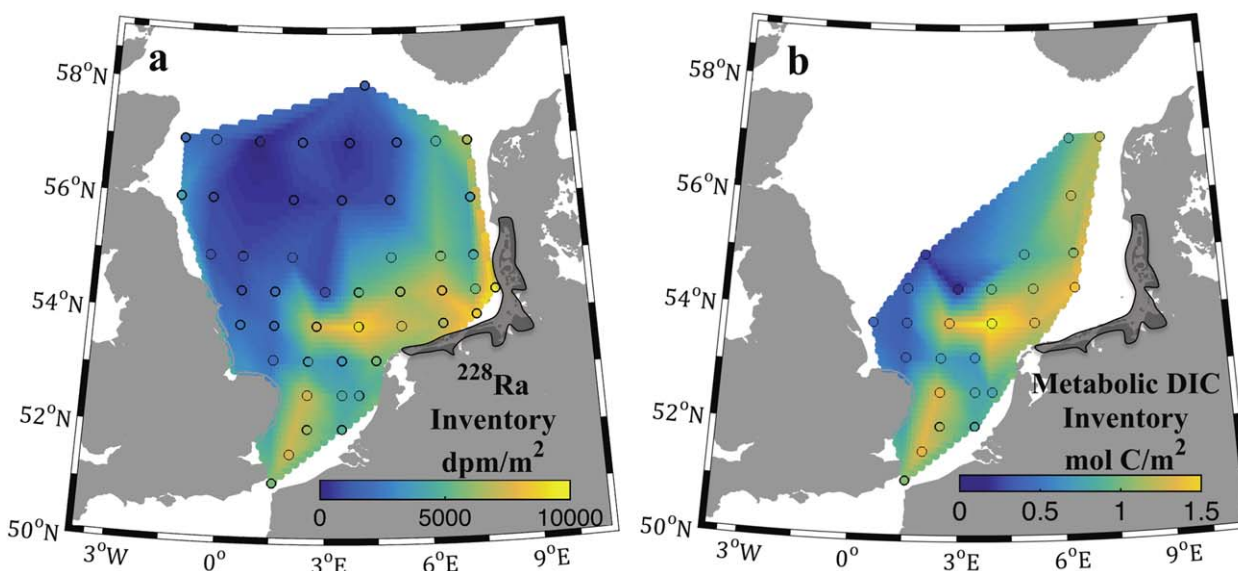 a
58°N
56°N
54°N
52°N
50°N
3°W
0°
3°E
6°E
9°E
²²⁸Ra
Inventory
dpm/m²
0
5000
10000
b
58°N
56°N
54°N
52°N
50°N
3°W
0°
3°E
6°E
9°E
Metabolic DIC
Inventory
mol C/m²
0
0.5
1
1.5